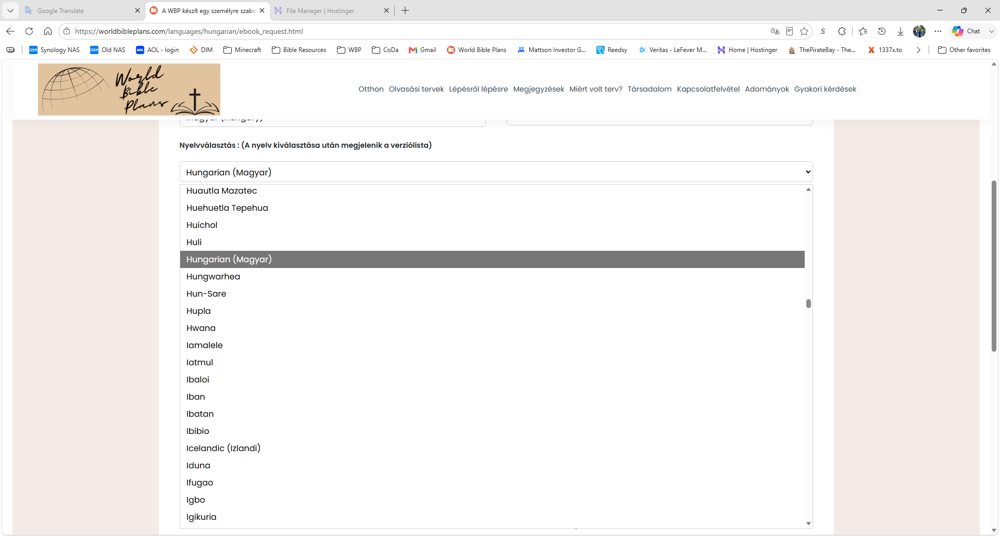 Google Translate
A WBP készít egy személyre szabo
File Manager | Hostinger
https://worldbibleplans.com/languages/hungarian/ebook_request.html
Chat
Synology NAS
Old NAS
AOL - login
DIM
Minecraft
Bible Resources
WBP
CoDa
Gmail
World Bible Plans
Mattson Investor G...
Reedsy
Veritas - LeFever M...
Home | Hostinger
ThePirateBay - The...
1337x.to
Other favorites
World
Bible
Plans
Otthon Olvasási tervek Lépésről lépésre Megjegyzések Miért volt terv? Társadalom Kapcsolatfelvétel Adományok Gyakori kérdések
Magyar (Hungary)
Nyelvválasztás : (A nyelv kiválasztása után megjelenik a verziólista)
Hungarian (Magyar)
Huautla Mazatec
Huehuetla Tepehua
Huichol
Huli
Hungarian (Magyar)
Hungwarhea
Hun-Sare
Hupla
Hwana
Iamalele
Iatmul
Ibaloi
Iban
Ibatan
Ibibio
Icelandic (Izlandi)
Iduna
Ifugao
Igbo
Igikuria